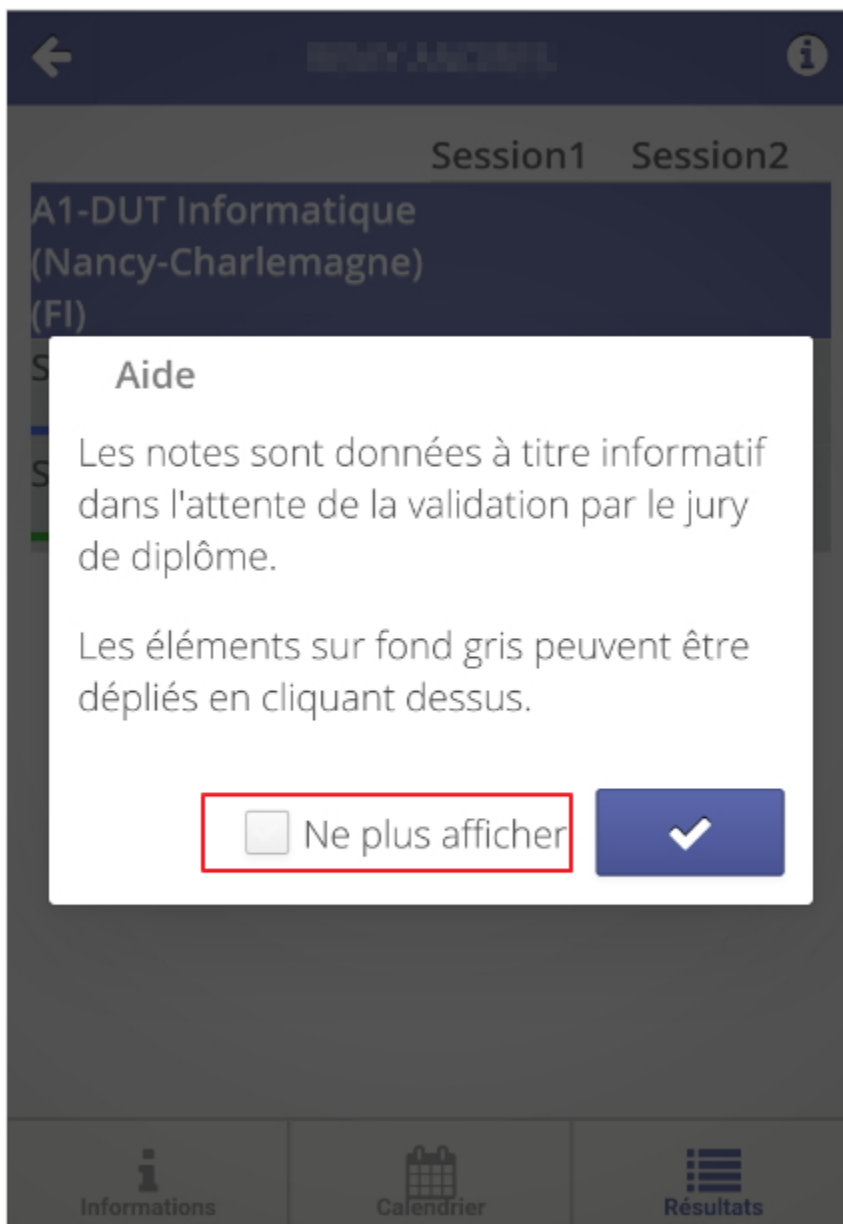 Session1 Session2
A1-DUT Informatique
(Nancy-Charlemagne)
(FI)
S
S
Aide
Les notes sont données à titre informatif
dans l'attente de la validation par le jury
de diplôme.
Les éléments sur fond gris peuvent être
dépliés en cliquant dessus.
Ne plus afficher
Informations Calendrier Résultats